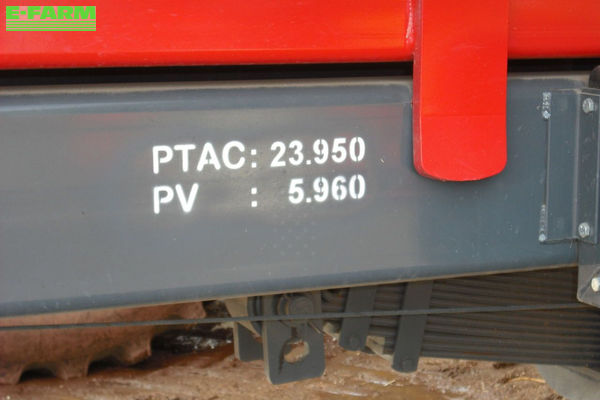 E-FARM
PTAC: 23.950
PV : 5.960